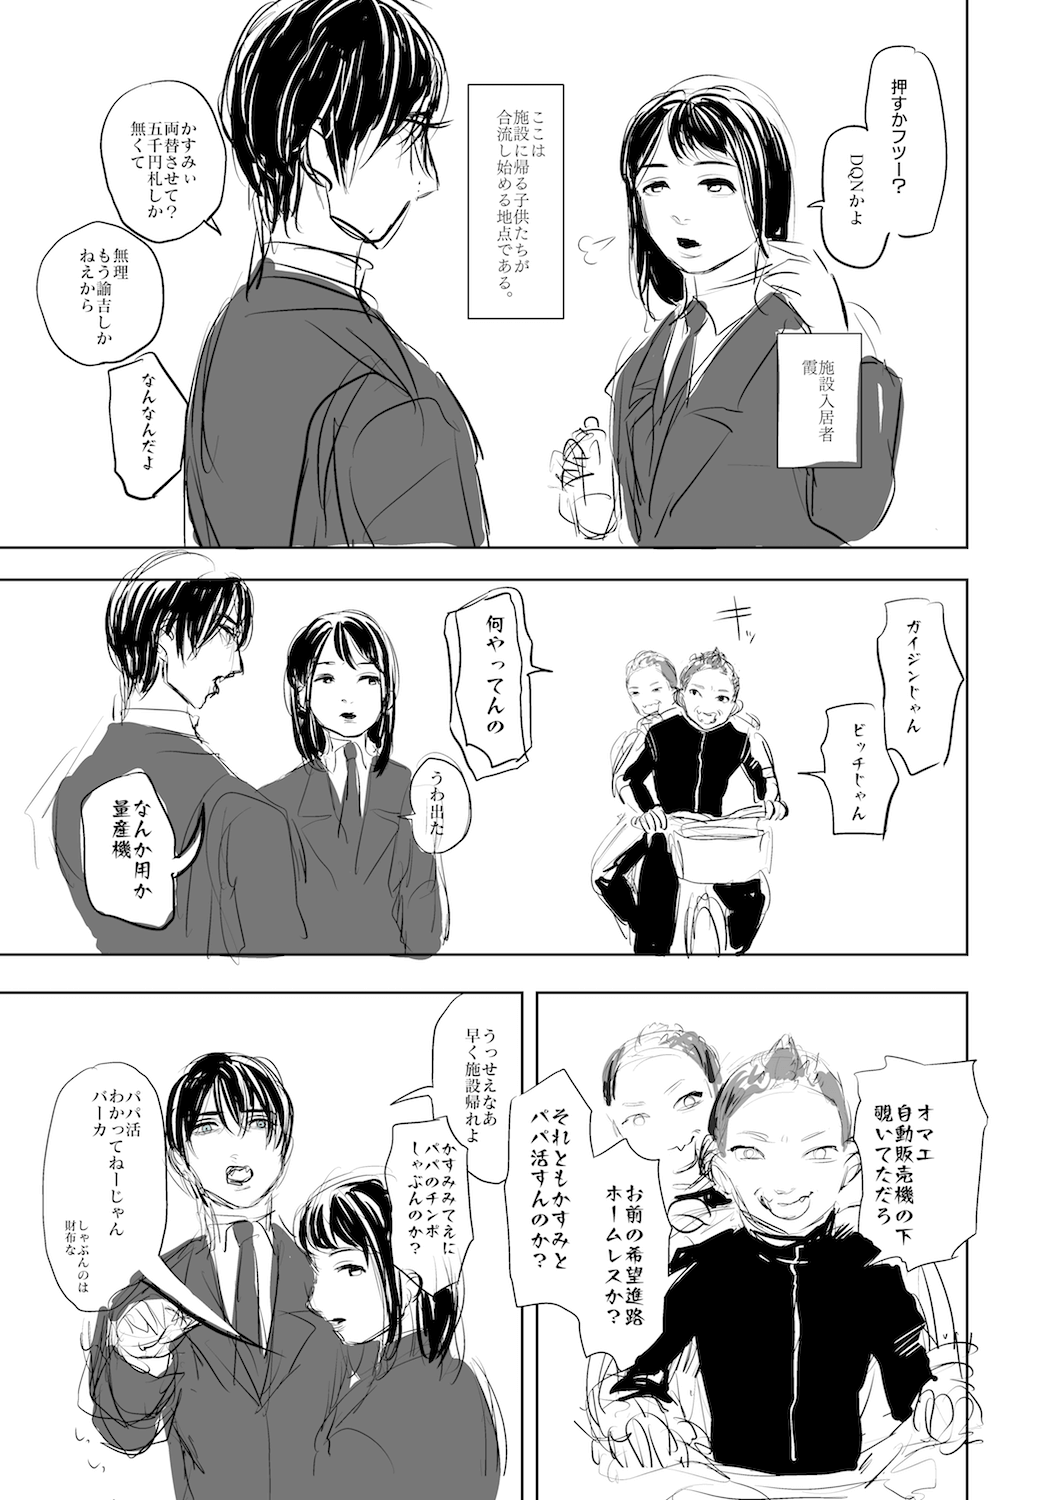 押すかフツー?
DQNかよ
施設入居者
霞
ここは
施設に帰る子供たちが
合流し始める地点である。
かすみぃ
両替させて?
五千円札しか
無くて
無理
もう諭吉しか
ねえから
なんなんだよ
ガイジンじゃん
ビッチじゃん
キッ
何やってんの
うわ出た
なんか用か
量産機
オマエ
自動販売機の下
覗いてただろ
お前の希望進路
ホームレスか?
それともかすみと
パパ活すんのか?
うっせえなあ
早く施設帰れよ
かすみみてえに
パパのチンポ
しゃぶんのか?
パパ活
わかってねーじゃん
バーカ
しゃぶんのは
財布な